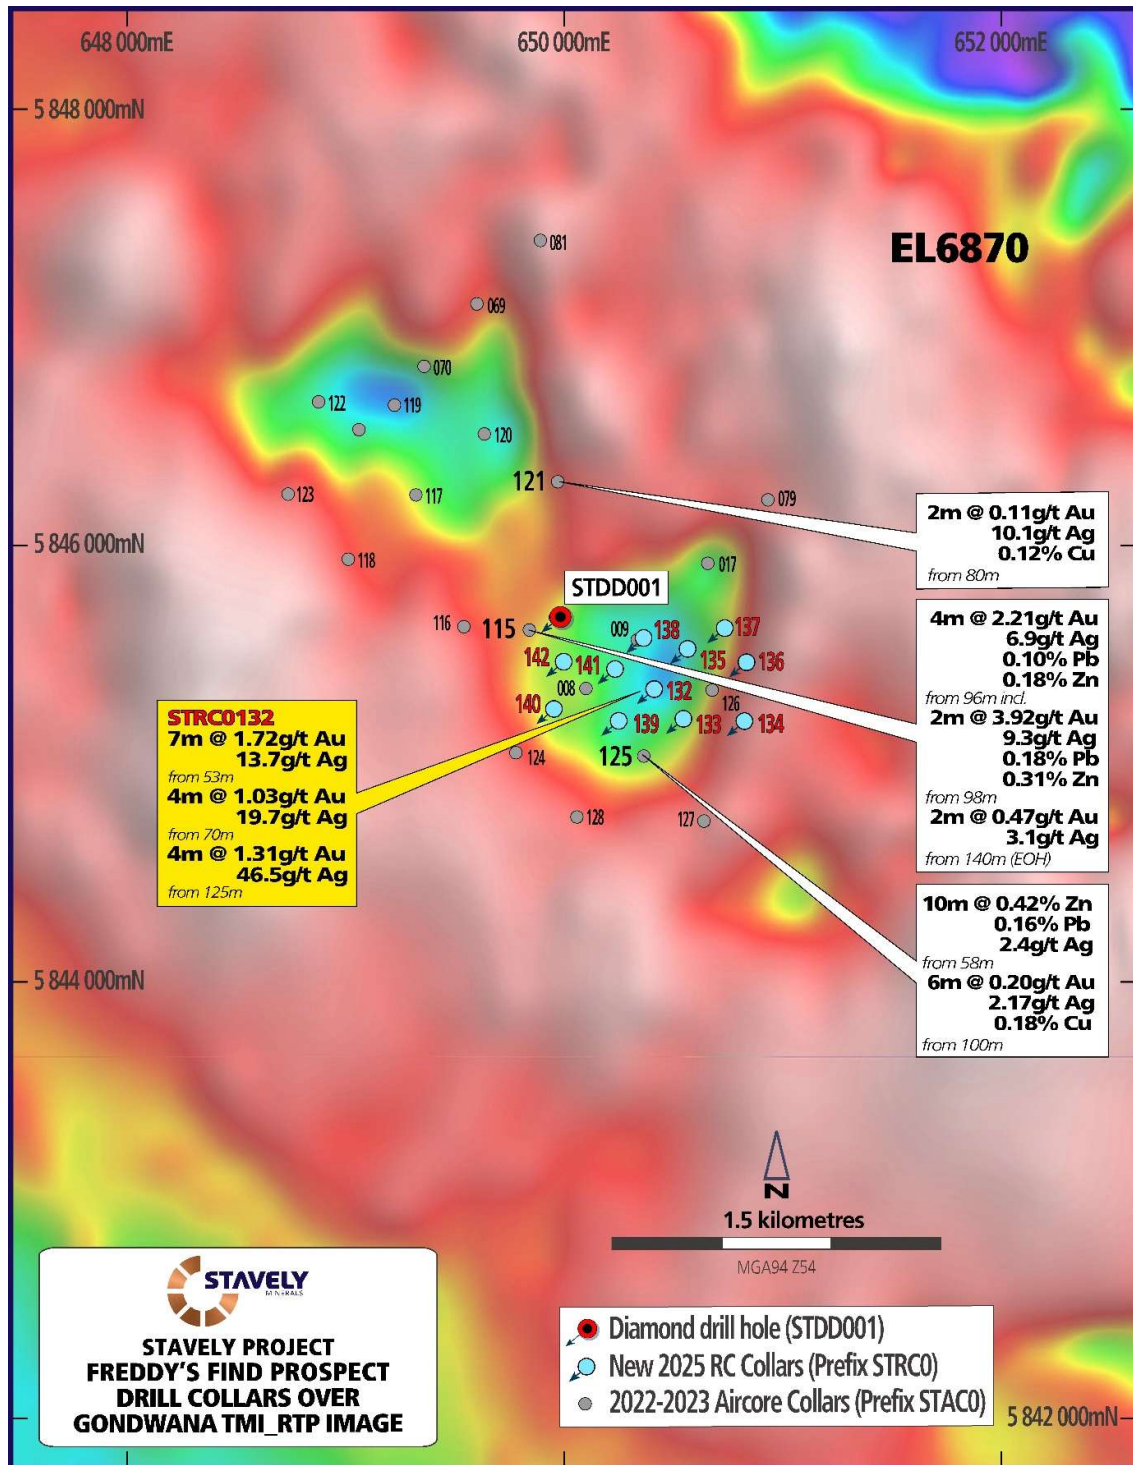 648 000mE
650 000mE
652 000mE
5 848 000mN
EL6870
081
069
070
122
119
120
121
123
117
079
5 846 000mN
118
017
2m @ 0.11g/t Au
10.1g/t Ag
0.12% Cu
from 80m
STDD001
116
115
009
138
137
142
141
135
136
008
132
126
140
139
133
134
124
125
128
127
4m @ 2.21g/t Au
6.9g/t Ag
0.10% Pb
0.18% Zn
from 96m incl.
2m @ 3.92g/t Au
9.3g/t Ag
0.18% Pb
0.31% Zn
from 98m
2m @ 0.47g/t Au
3.1g/t Ag
from 140m (EOH)
STRC0132
7m @ 1.72g/t Au
13.7g/t Ag
from 53m
4m @ 1.03g/t Au
19.7g/t Ag
from 70m
4m @ 1.31g/t Au
46.5g/t Ag
from 125m
10m @ 0.42% Zn
0.16% Pb
2.4g/t Ag
from 58m
6m @ 0.20g/t Au
2.17g/t Ag
0.18% Cu
from 100m
5 844 000mN
N
1.5 kilometres
MGA94 Z54
STAVELY
MINERALS
STAVELY PROJECT
FREDDY'S FIND PROSPECT
DRILL COLLARS OVER
GONDWANA TMI_RTP IMAGE
Diamond drill hole (STDD001)
New 2025 RC Collars (Prefix STRC0)
2022-2023 Aircore Collars (Prefix STAC0)
5 842 000mN